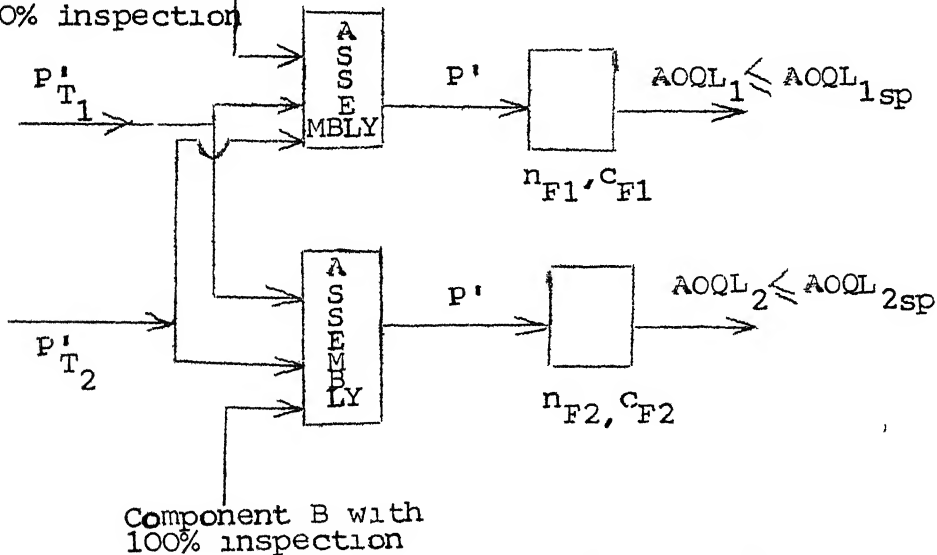 0% inspection
A
S
S
E
MBLY
P'T1
P'
AOQL1 ≤ AOQL1sp
nF1, cF1
A
S
S
E
M
B
LY
P'
AOQL2 ≤ AOQL2sp
P'T2
nF2, cF2
Component B with
100% inspection